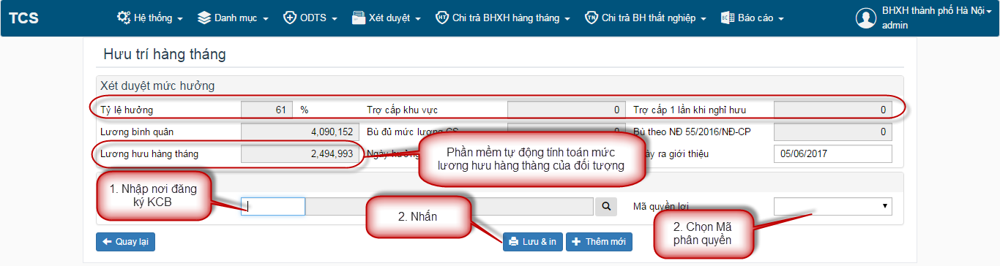 TCS Hệ thống Danh mục ODTS Xét duyệt Chi trả BHXH hàng tháng Chi trả BH thất nghiệp Báo cáo BHXH thành phố Hà Nội
admin
Hưu trí hàng tháng
Xét duyệt mức hưởng
Tỷ lệ hưởng 61 % Trợ cấp khu vực 0 Trợ cấp 1 lần khi nghỉ hưu 0
Lương bình quân 4,090,152 Bù đủ mức lương CS 0 Bù theo NĐ 55/2016/NĐ-CP 0
Lương hưu hàng tháng 2,494,993 Ngày hưởng ra giới thiệu 05/06/2017
Phần mềm tự động tính toán mức
lương hưu hàng thàng của đối tượng
1. Nhập nơi đăng
ký KCB
Mã quyền lợi
2. Nhấn
2. Chọn Mã
phân quyền
Quay lại Lưu & in Thêm mới